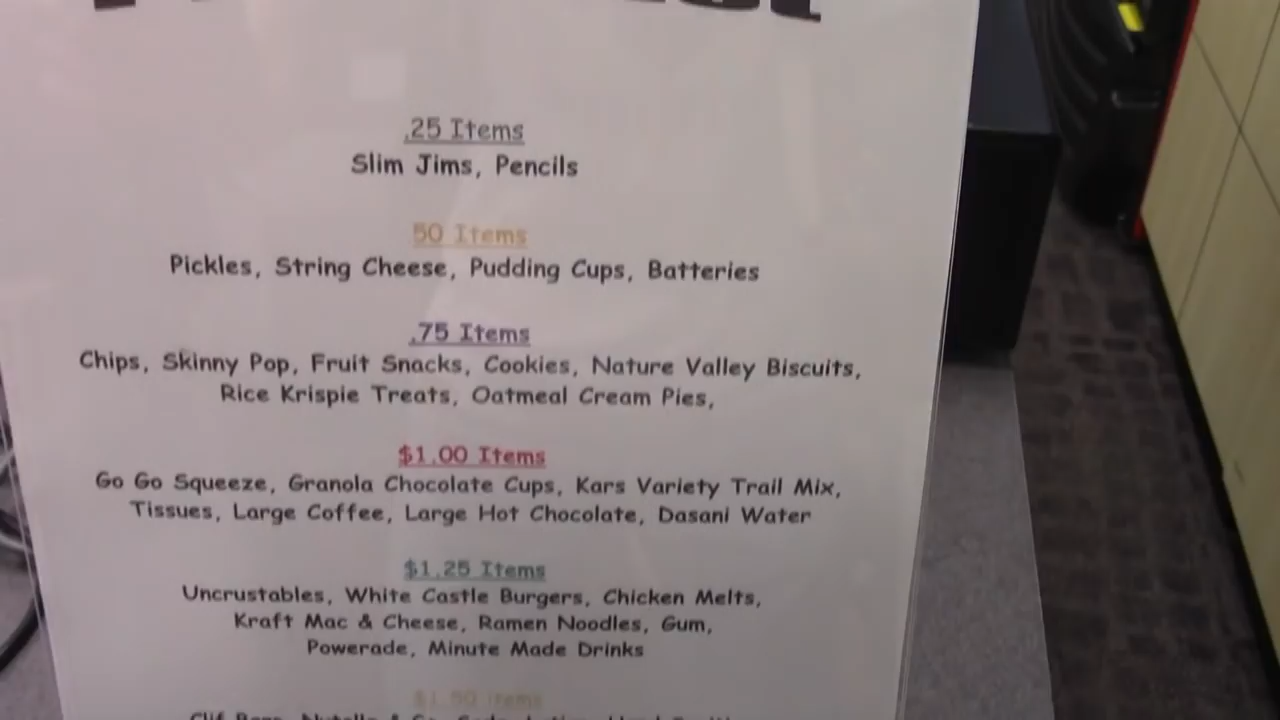 .25 Items
Slim Jims, Pencils
50 Items
Pickles, String Cheese, Pudding Cups, Batteries
.75 Items
Chips, Skinny Pop, Fruit Snacks, Cookies, Nature Valley Biscuits,
Rice Krispie Treats, Oatmeal Cream Pies,
$1.00 Items
Go Go Squeeze, Granola Chocolate Cups, Kars Variety Trail Mix,
Tissues, Large Coffee, Large Hot Chocolate, Dasani Water
$1.25 Items
Uncrustables, White Castle Burgers, Chicken Melts,
Kraft Mac & Cheese, Ramen Noodles, Gum,
Powerade, Minute Made Drinks
$1.50 Items